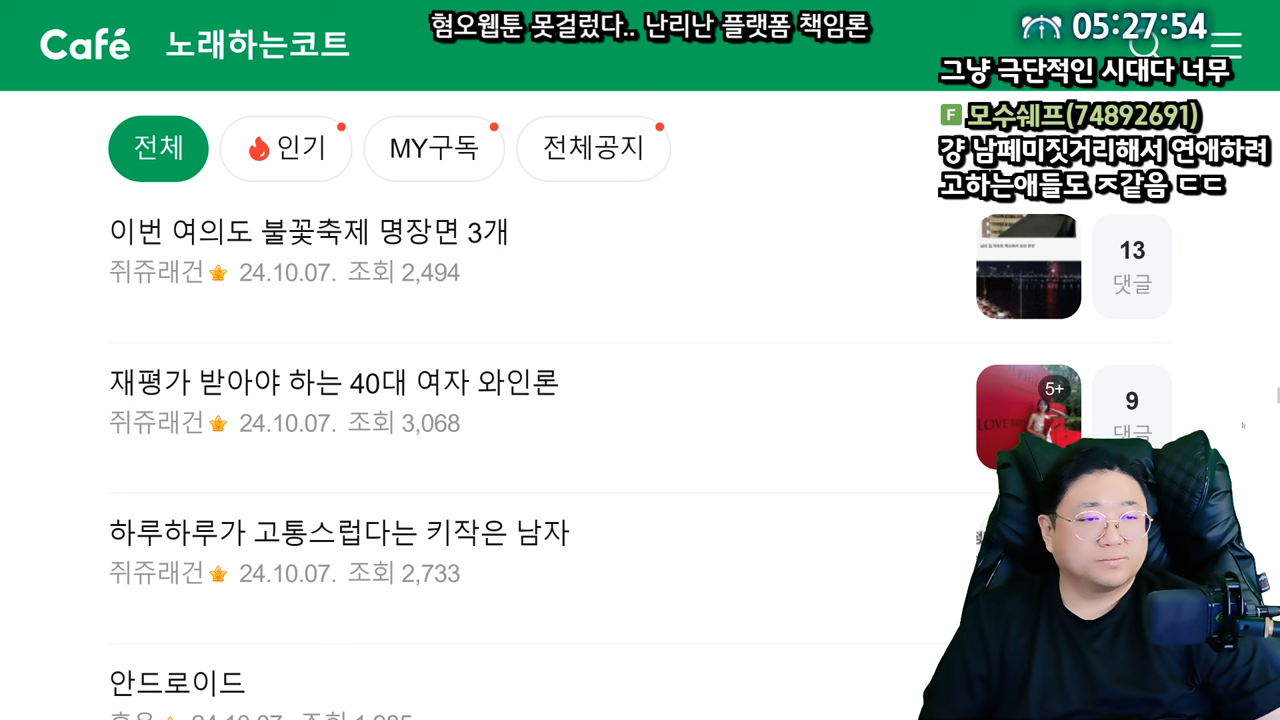 Café 노래하는코트
혐오웹툰 못걸렀다.. 난리난 플랫폼 책임론
05:27:54
그냥 극단적인 시대다 너무
F 모수쉐프(74892691)
걍 남페미짓거리해서 연애하려
고하는애들도 ㅈ같음 ㄷㄷ
전체 인기 MY구독 전체공지
이번 여의도 불꽃축제 명장면 3개
쥐쥬래건 24.10.07. 조회 2,494
13
댓글
재평가 받아야 하는 40대 여자 와인론
쥐쥬래건 24.10.07. 조회 3,068
5+
LOVE
9
댓글
하루하루가 고통스럽다는 키작은 남자
쥐쥬래건 24.10.07. 조회 2,733
안드로이드